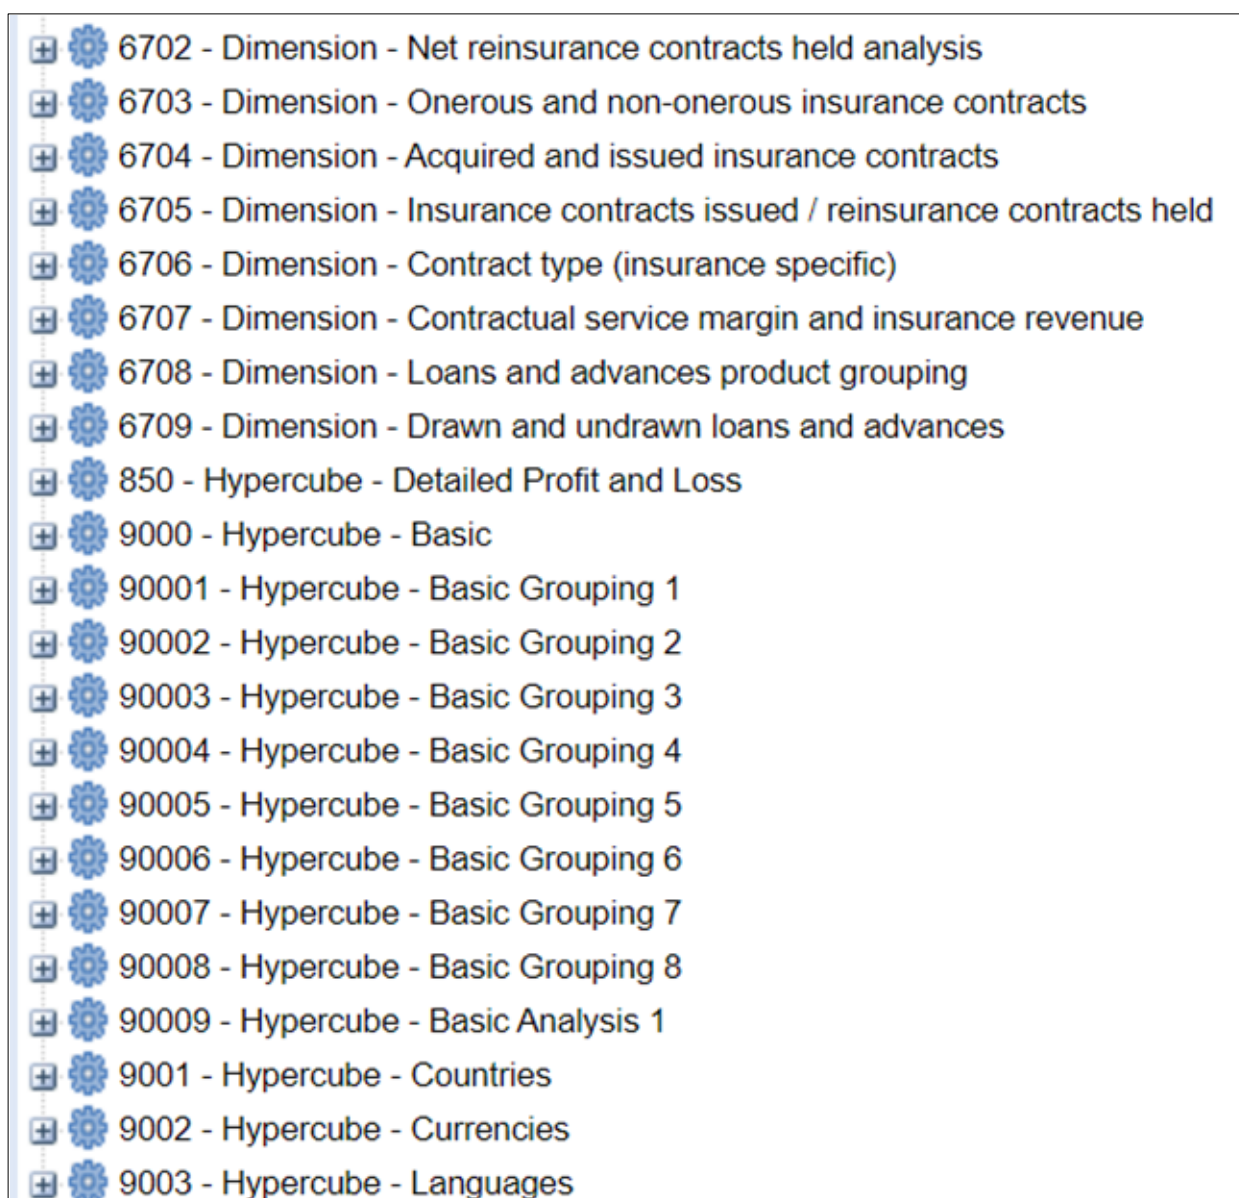 6702 - Dimension - Net reinsurance contracts held analysis
6703 - Dimension - Onerous and non-onerous insurance contracts
6704 - Dimension - Acquired and issued insurance contracts
6705 - Dimension - Insurance contracts issued / reinsurance contracts held
6706 - Dimension - Contract type (insurance specific)
6707 - Dimension - Contractual service margin and insurance revenue
6708 - Dimension - Loans and advances product grouping
6709 - Dimension - Drawn and undrawn loans and advances
850 - Hypercube - Detailed Profit and Loss
9000 - Hypercube - Basic
90001 - Hypercube - Basic Grouping 1
90002 - Hypercube - Basic Grouping 2
90003 - Hypercube - Basic Grouping 3
90004 - Hypercube - Basic Grouping 4
90005 - Hypercube - Basic Grouping 5
90006 - Hypercube - Basic Grouping 6
90007 - Hypercube - Basic Grouping 7
90008 - Hypercube - Basic Grouping 8
90009 - Hypercube - Basic Analysis 1
9001 - Hypercube - Countries
9002 - Hypercube - Currencies
9003 - Hypercube - Languages